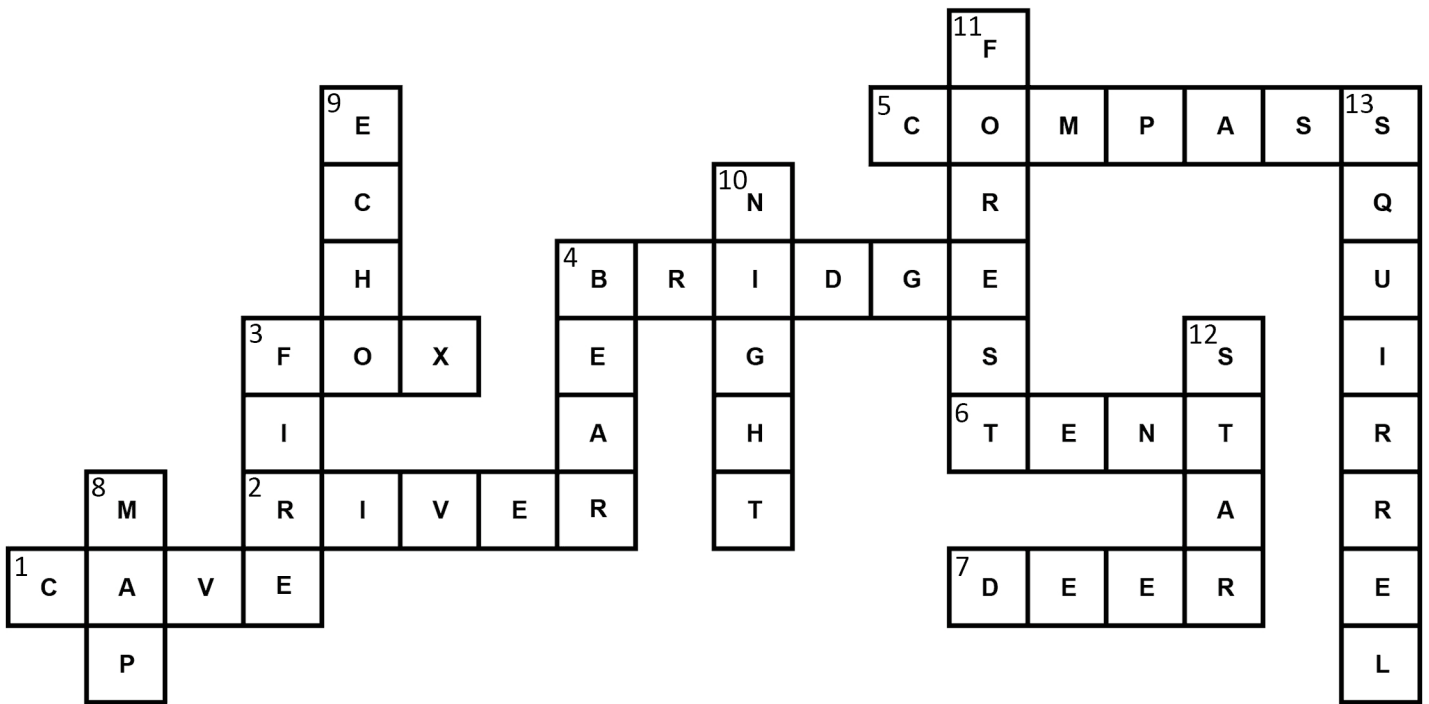 11 F
9 E 5 C O M P A S 13 S
C 10 N R Q
H 4 B R I D G E U
3 F O X E G S 12 S I
I A H 6 T E N T R
8 M 2 R I V E R T A R
1 C A V E 7 D E E R E
P L